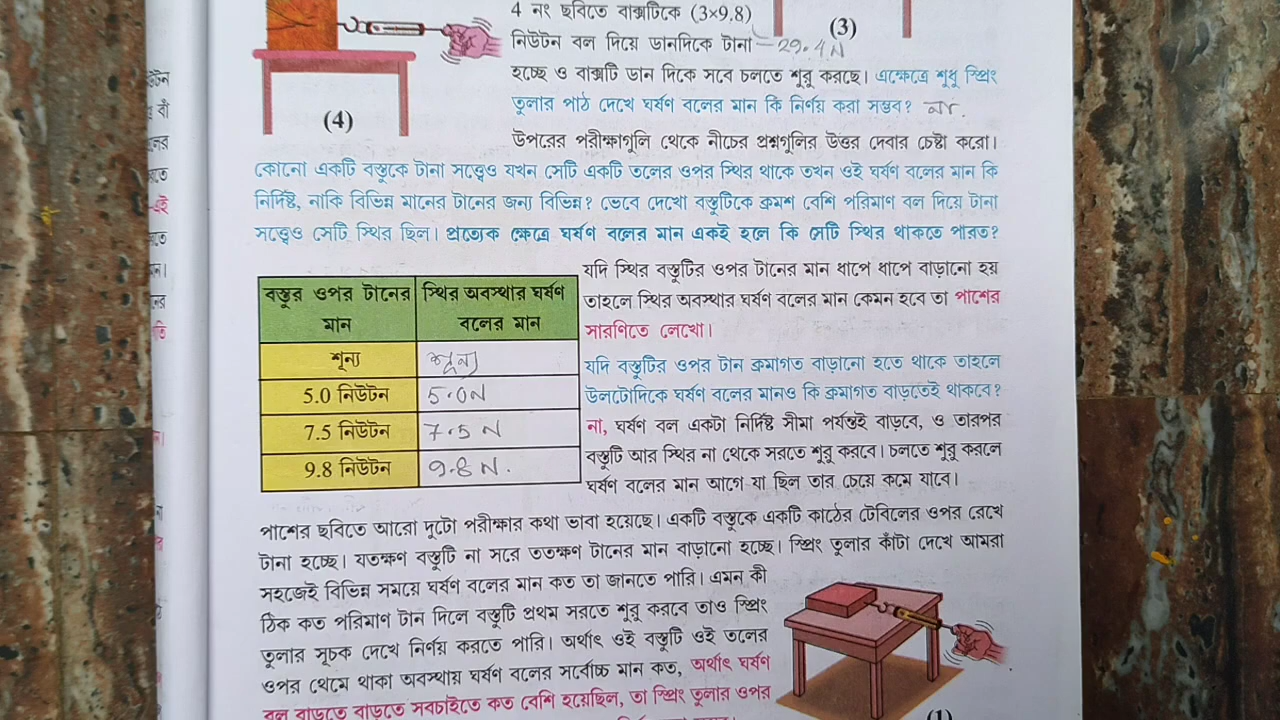 4 নং ছবিতে বাক্সটিকে (3×9.8)
(3)
নিউটন বল দিয়ে ডানদিকে টানা – 29.4N
হচ্ছে ও বাক্সটি ডান দিকে সরে চলতে শুরু করছে। এক্ষেত্রে শুধু স্প্রিং
তুলার পাঠ দেখে ঘর্ষণ বলের মান কি নির্ণয় করা সম্ভব? না.
(4)
উপরের পরীক্ষাগুলি থেকে নীচের প্রশ্নগুলির উত্তর দেবার চেষ্টা করো।
কোনো একটি বস্তুকে টানা সত্ত্বেও যখন সেটি একটি তলের ওপর স্থির থাকে তখন ওই ঘর্ষণ বলের মান কি
নির্দিষ্ট, নাকি বিভিন্ন মানের টানের জন্য বিভিন্ন? ভেবে দেখো বস্তুটিকে ক্রমশ বেশি পরিমাণ বল দিয়ে টানা
সত্ত্বেও সেটি স্থির ছিল। প্রত্যেক ক্ষেত্রে ঘর্ষণ বলের মান একই হলে কি সেটি স্থির থাকতে পারত?
যদি স্থির বস্তুটির ওপর টানের মান ধাপে ধাপে বাড়ানো হয়
তাহলে স্থির অবস্থার ঘর্ষণ বলের মান কেমন হবে তা পাশের
সারণিতে লেখো।
বস্তুর ওপর টানের মান
স্থির অবস্থার ঘর্ষণ বলের মান
শূন্য শূন্য
5.0 নিউটন 5.0N
7.5 নিউটন 7.5 N
9.8 নিউটন 9.8 N.
যদি বস্তুটির ওপর টান ক্রমাগত বাড়ানো হতে থাকে তাহলে
উলটোদিকে ঘর্ষণ বলের মানও কি ক্রমাগত বাড়তেই থাকবে?
না, ঘর্ষণ বল একটা নির্দিষ্ট সীমা পর্যন্তই বাড়বে, ও তারপর
বস্তুটি আর স্থির না থেকে সরতে শুরু করবে। চলতে শুরু করলে
ঘর্ষণ বলের মান আগে যা ছিল তার চেয়ে কমে যাবে।
পাশের ছবিতে আরো দুটো পরীক্ষার কথা ভাবা হয়েছে। একটি বস্তুকে একটি কাঠের টেবিলের ওপর রেখে
টানা হচ্ছে। যতক্ষণ বস্তুটি না সরে ততক্ষণ টানের মান বাড়ানো হচ্ছে। স্প্রিং তুলার কাঁটা দেখে আমরা
সহজেই বিভিন্ন সময়ে ঘর্ষণ বলের মান কত তা জানতে পারি। এমন কী
ঠিক কত পরিমাণ টান দিলে বস্তুটি প্রথম সরতে শুরু করবে তাও স্প্রিং
তুলার সূচক দেখে নির্ণয় করতে পারি। অর্থাৎ ওই বস্তুটি ওই তলের
ওপর থেমে থাকা অবস্থায় ঘর্ষণ বলের সর্বোচ্চ মান কত, অর্থাৎ ঘর্ষণ
বল বাড়তে বাড়তে সবচাইতে কত বেশি হয়েছিল, তা স্প্রিং তুলার ওপর
(1)